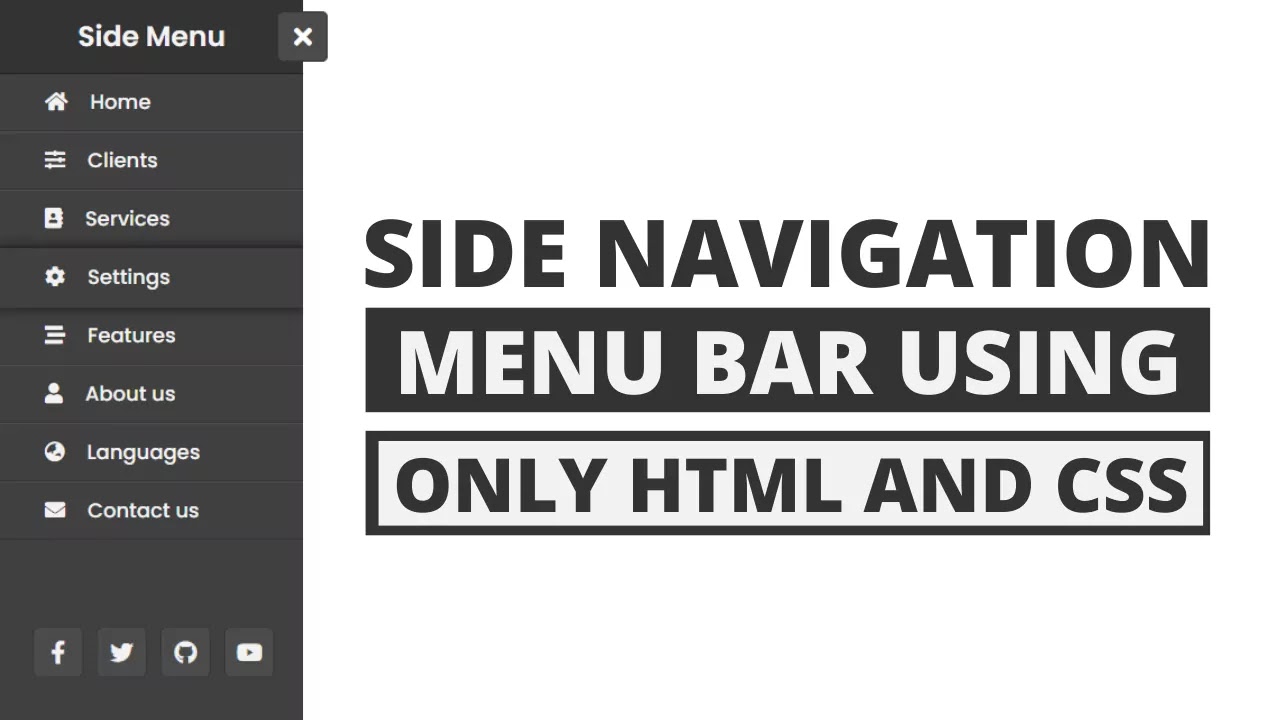 Side Menu
Home
Clients
Services
Settings
Features
About us
Languages
Contact us
SIDE NAVIGATION
MENU BAR USING
ONLY HTML AND CSS